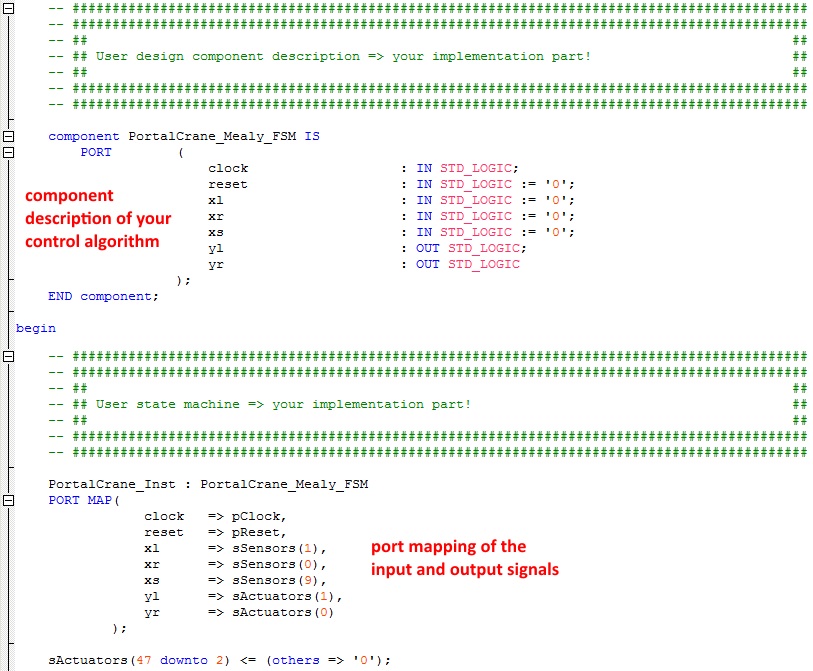 -- ############################################################################################
-- ############################################################################################
-- ## ##
-- ## User design component description => your implementation part! ##
-- ## ##
-- ############################################################################################
-- ############################################################################################
component PortalCrane_Mealy_FSM IS
PORT (
clock : IN STD_LOGIC;
reset : IN STD_LOGIC := '0';
xl : IN STD_LOGIC := '0';
xr : IN STD_LOGIC := '0';
xs : IN STD_LOGIC := '0';
yl : OUT STD_LOGIC;
yr : OUT STD_LOGIC
);
END component;
component
description of your
control algorithm
begin
-- ############################################################################################
-- ############################################################################################
-- ## ##
-- ## User state machine => your implementation part! ##
-- ## ##
-- ############################################################################################
-- ############################################################################################
PortalCrane_Inst : PortalCrane_Mealy_FSM
PORT MAP(
clock => pClock,
reset => pReset,
xl => sSensors(1),
xr => sSensors(0),
xs => sSensors(9),
yl => sActuators(1),
yr => sActuators(0)
);
port mapping of the
input and output signals
sActuators(47 downto 2) <= (others => '0');